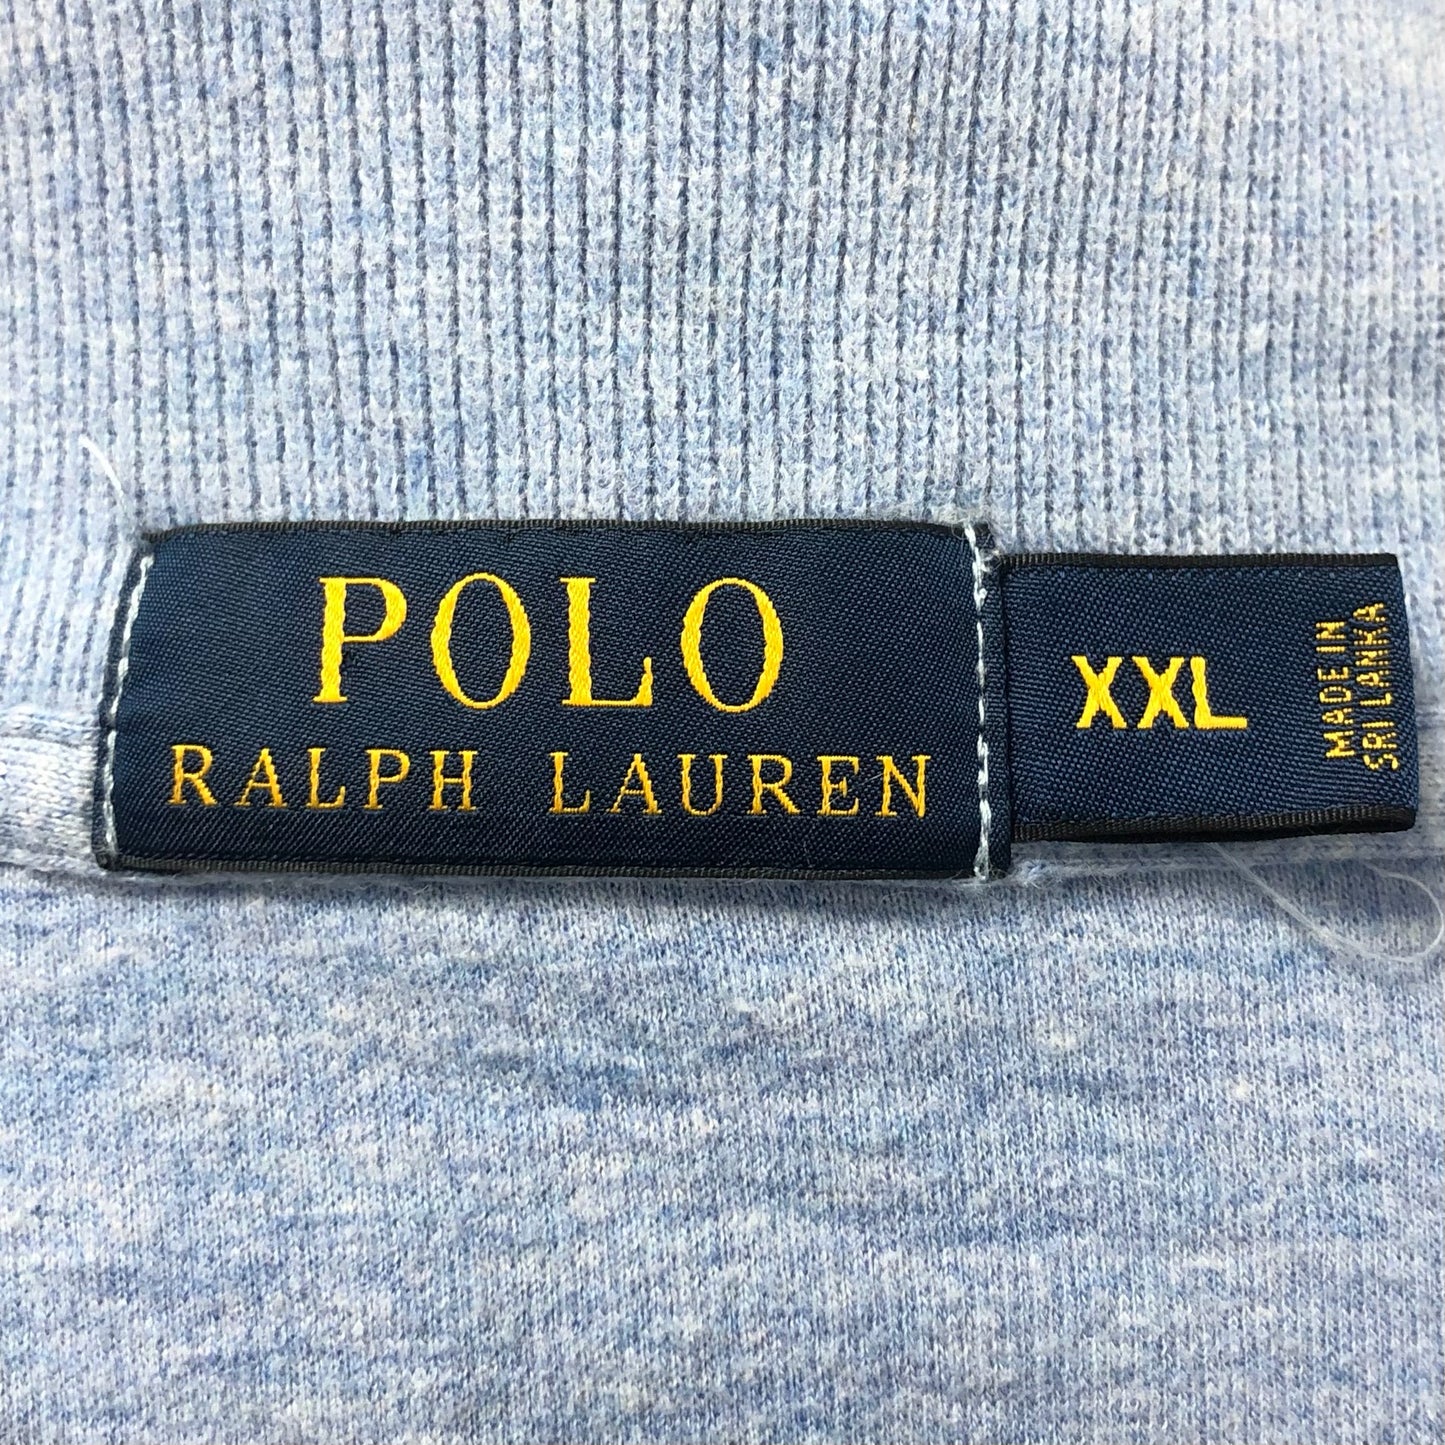 POLO
RALPH LAUREN
XXL
MADE IN
SRI LANKA